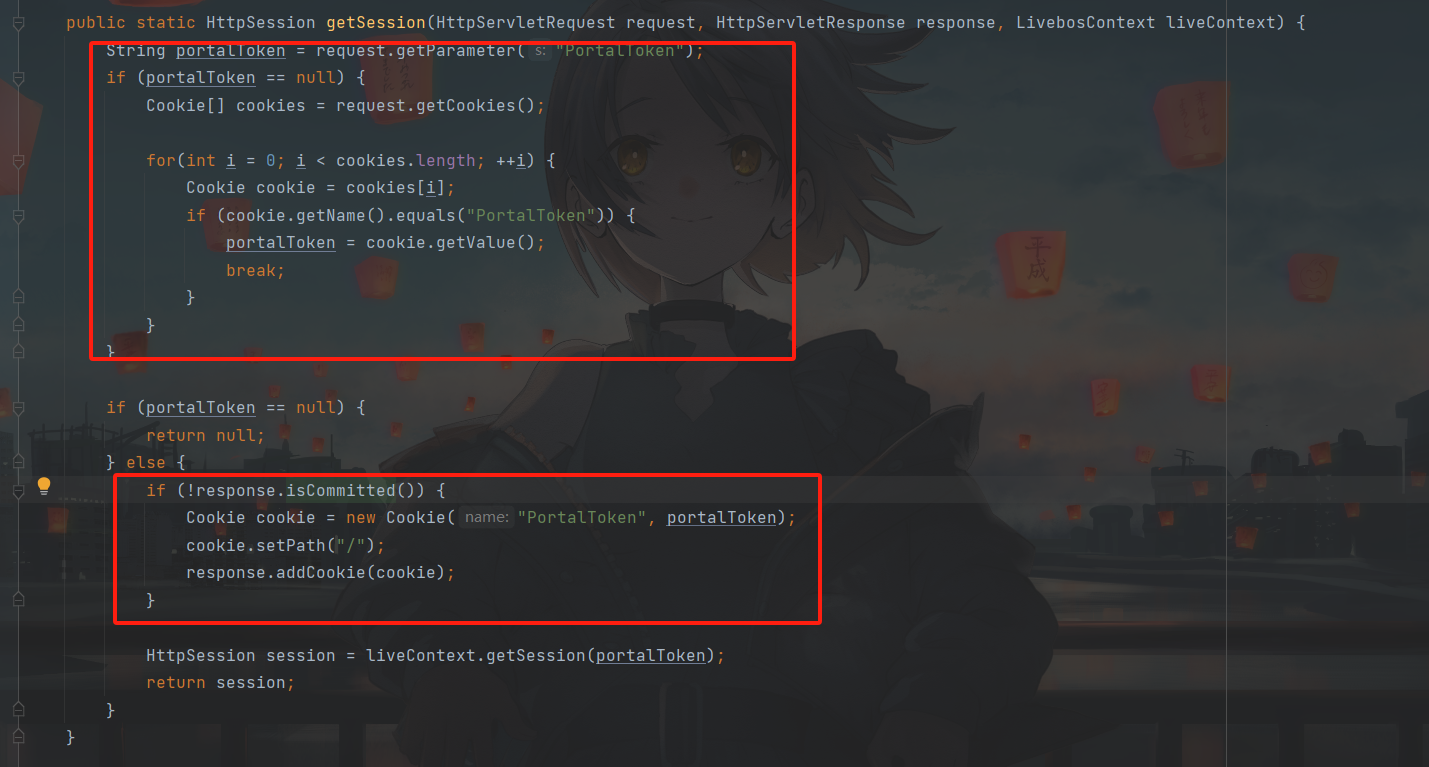 public static HttpSession getSession(HttpServletRequest request, HttpServletResponse response, LivebosContext liveContext) {
String portalToken = request.getParameter( s: "PortalToken");
if (portalToken == null) {
Cookie[] cookies = request.getCookies();
for(int i = 0; i < cookies.length; ++i) {
Cookie cookie = cookies[i];
if (cookie.getName().equals("PortalToken")) {
portalToken = cookie.getValue();
break;
}
}
}
if (portalToken == null) {
return null;
} else {
if (!response.isCommitted()) {
Cookie cookie = new Cookie( name: "PortalToken", portalToken);
cookie.setPath("/");
response.addCookie(cookie);
}
HttpSession session = liveContext.getSession(portalToken);
return session;
}
}
平成